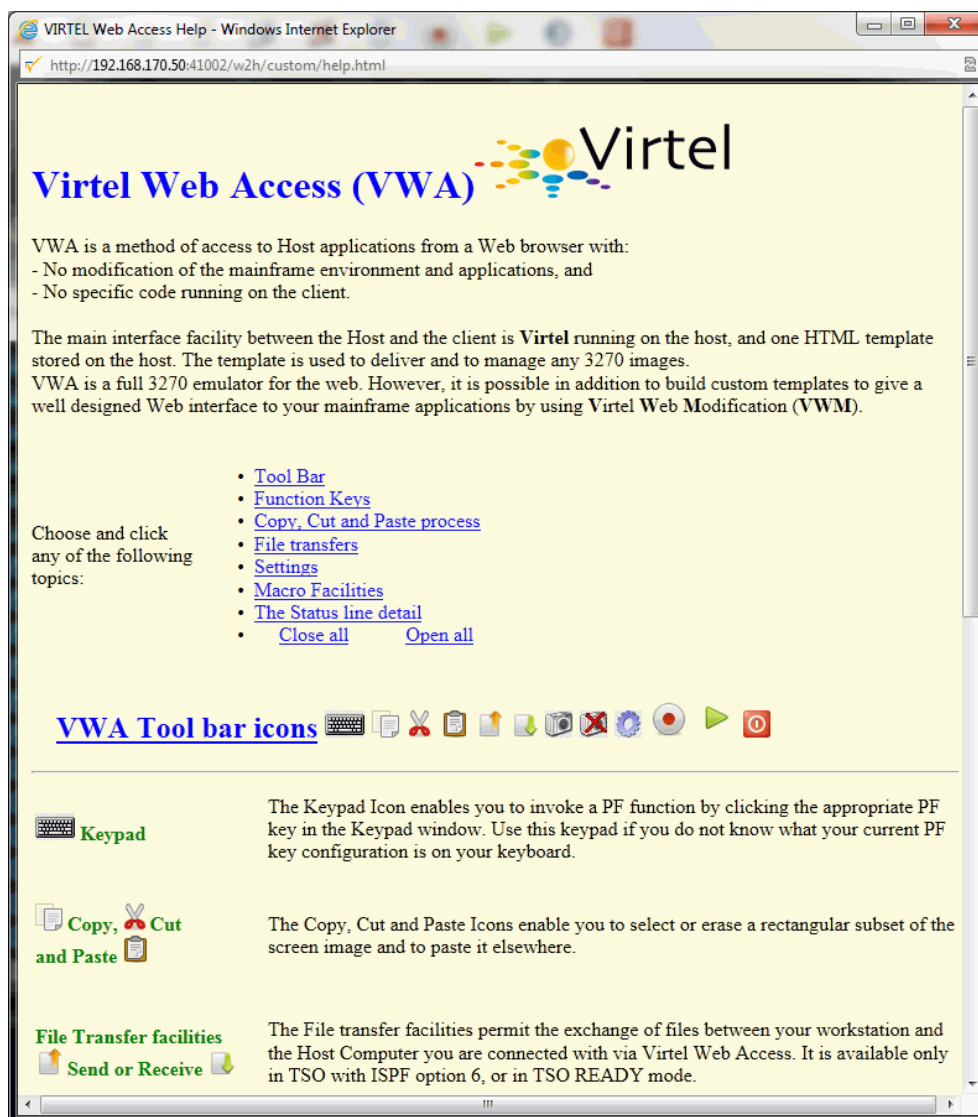 VIRTEL Web Access Help - Windows Internet Explorer
http://192.168.170.50:41002/w2h/custom/help.html
Virtel
Virtel Web Access (VWA)
VWA is a method of access to Host applications from a Web browser with:
- No modification of the mainframe environment and applications, and
- No specific code running on the client.
The main interface facility between the Host and the client is Virtel running on the host, and one HTML template
stored on the host. The template is used to deliver and to manage any 3270 images.
VWA is a full 3270 emulator for the web. However, it is possible in addition to build custom templates to give a
well designed Web interface to your mainframe applications by using Virtel Web Modification (VWM).
Choose and click
any of the following
topics:
• Tool Bar
• Function Keys
• Copy, Cut and Paste process
• File transfers
• Settings
• Macro Facilities
• The Status line detail
• Close all Open all
VWA Tool bar icons
Keypad
The Keypad Icon enables you to invoke a PF function by clicking the appropriate PF
key in the Keypad window. Use this keypad if you do not know what your current PF
key configuration is on your keyboard.
Copy, Cut
and Paste
The Copy, Cut and Paste Icons enable you to select or erase a rectangular subset of the
screen image and to paste it elsewhere.
File Transfer facilities
Send or Receive
The File transfer facilities permit the exchange of files between your workstation and
the Host Computer you are connected with via Virtel Web Access. It is available only
in TSO with ISPF option 6, or in TSO READY mode.